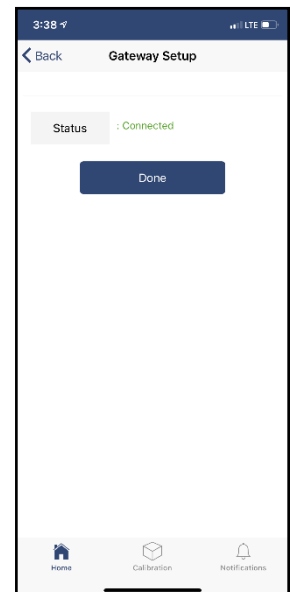 3:38
LTE
Back
Gateway Setup
Status
: Connected
Done
Home
Calibration
Notifications